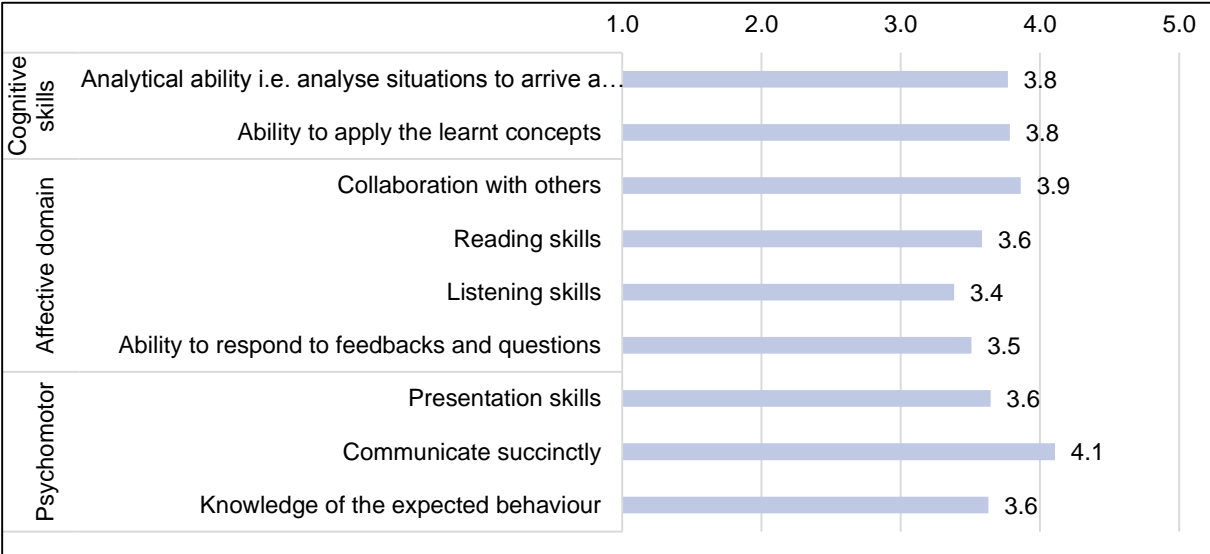 1.0 2.0 3.0 4.0 5.0
Cognitive
skills
Analytical ability i.e. analyse situations to arrive a… 3.8
Ability to apply the learnt concepts 3.8
Affective domain
Collaboration with others 3.9
Reading skills 3.6
Listening skills 3.4
Ability to respond to feedbacks and questions 3.5
Psychomotor
Presentation skills 3.6
Communicate succinctly 4.1
Knowledge of the expected behaviour 3.6